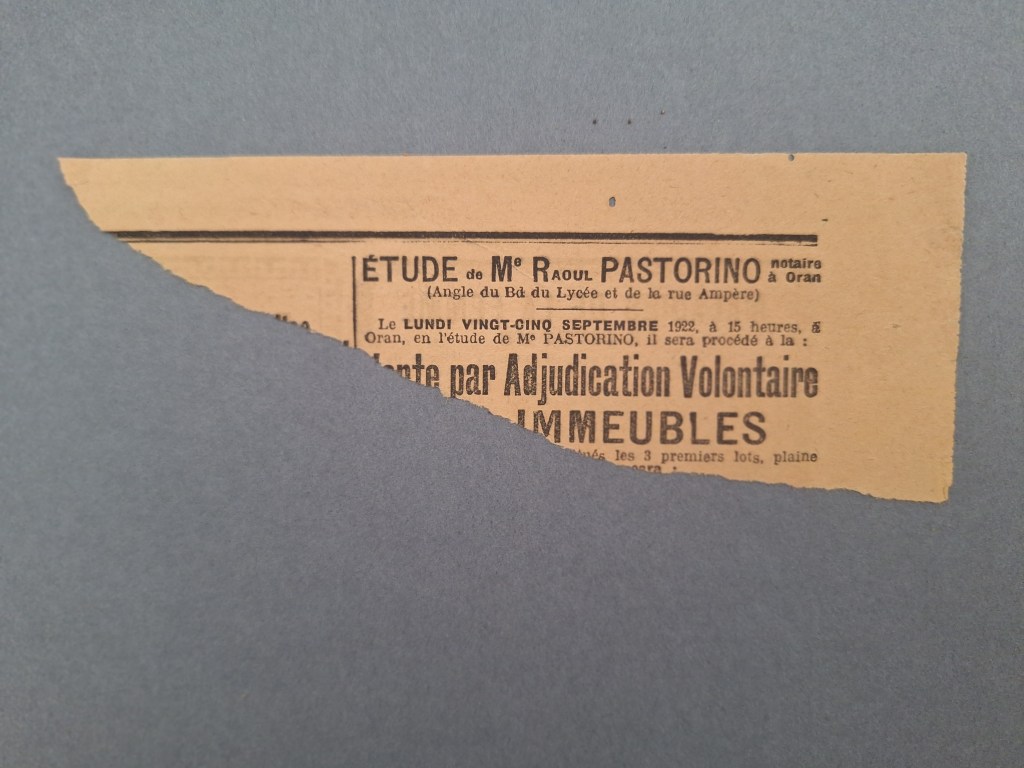 ÉTUDE de Me Raoul PASTORINO notaire à Oran
(Angle du Bd du Lycée et de la rue Ampère)
Le LUNDI VINGT-CINQ SEPTEMBRE 1922, à 15 heures, à
Oran, en l'étude de Me PASTORINO, il sera procédé à la :
par Adjudication Volontaire
IMMEUBLES
les 3 premiers lots, plaine